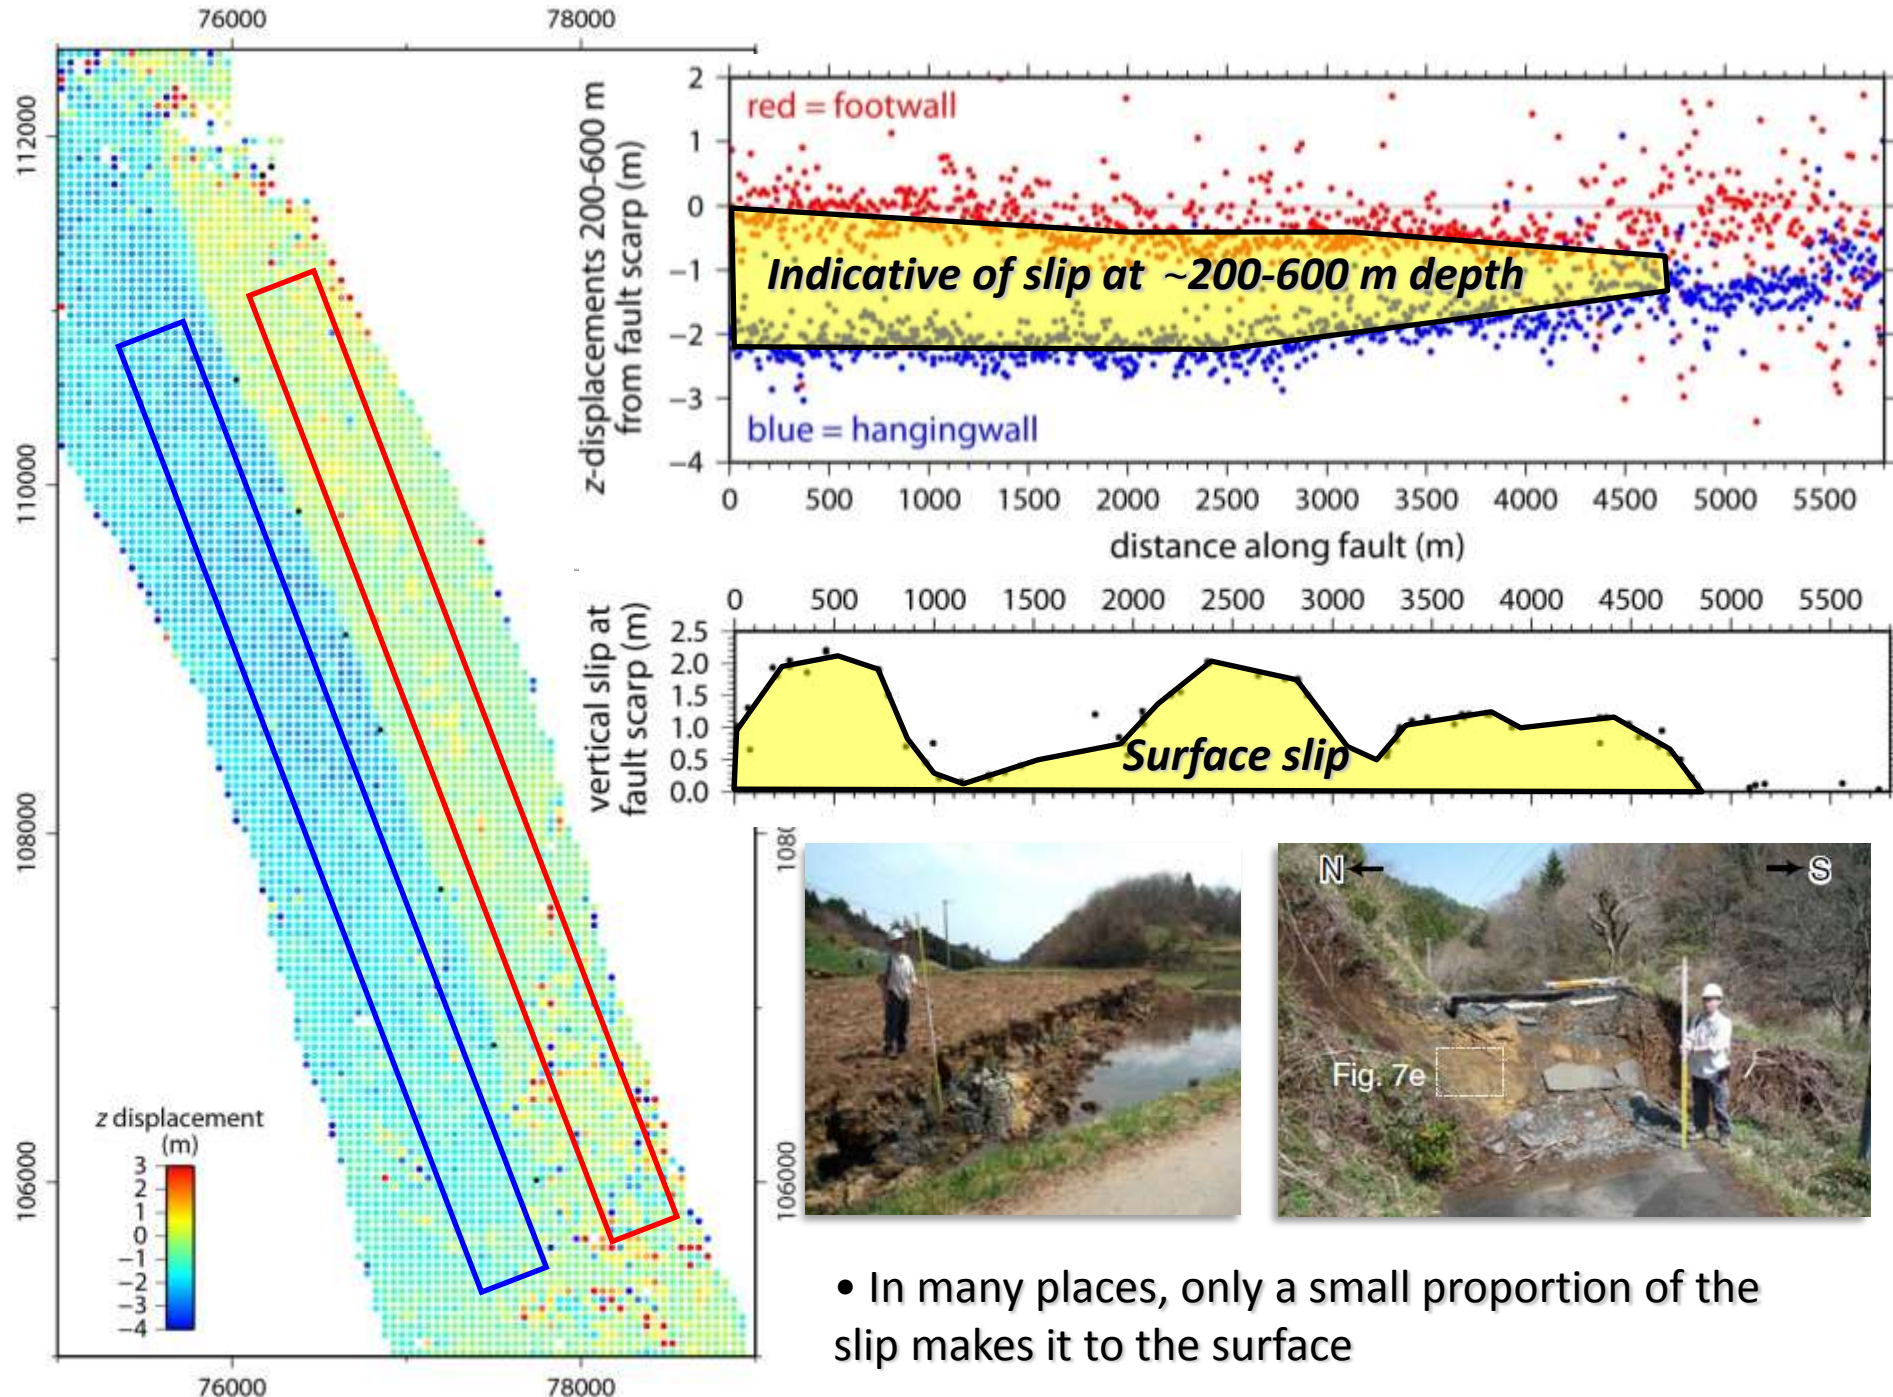 76000
78000
112000
110000
108000
106000
z displacement
(m)
3
2
1
0
−1
−2
−3
−4
76000
78000
z-displacements 200-600 m
from fault scarp (m)
2
1
0
−1
−2
−3
−4
red = footwall
Indicative of slip at ~200-600 m depth
blue = hangingwall
0 500 1000 1500 2000 2500 3000 3500 4000 4500 5000 5500
distance along fault (m)
0 500 1000 1500 2000 2500 3000 3500 4000 4500 5000 5500
vertical slip at
fault scarp (m)
2.5
2.0
1.5
1.0
0.5
0.0
Surface slip
106000
N
S
Fig. 7e
• In many places, only a small proportion of the
slip makes it to the surface